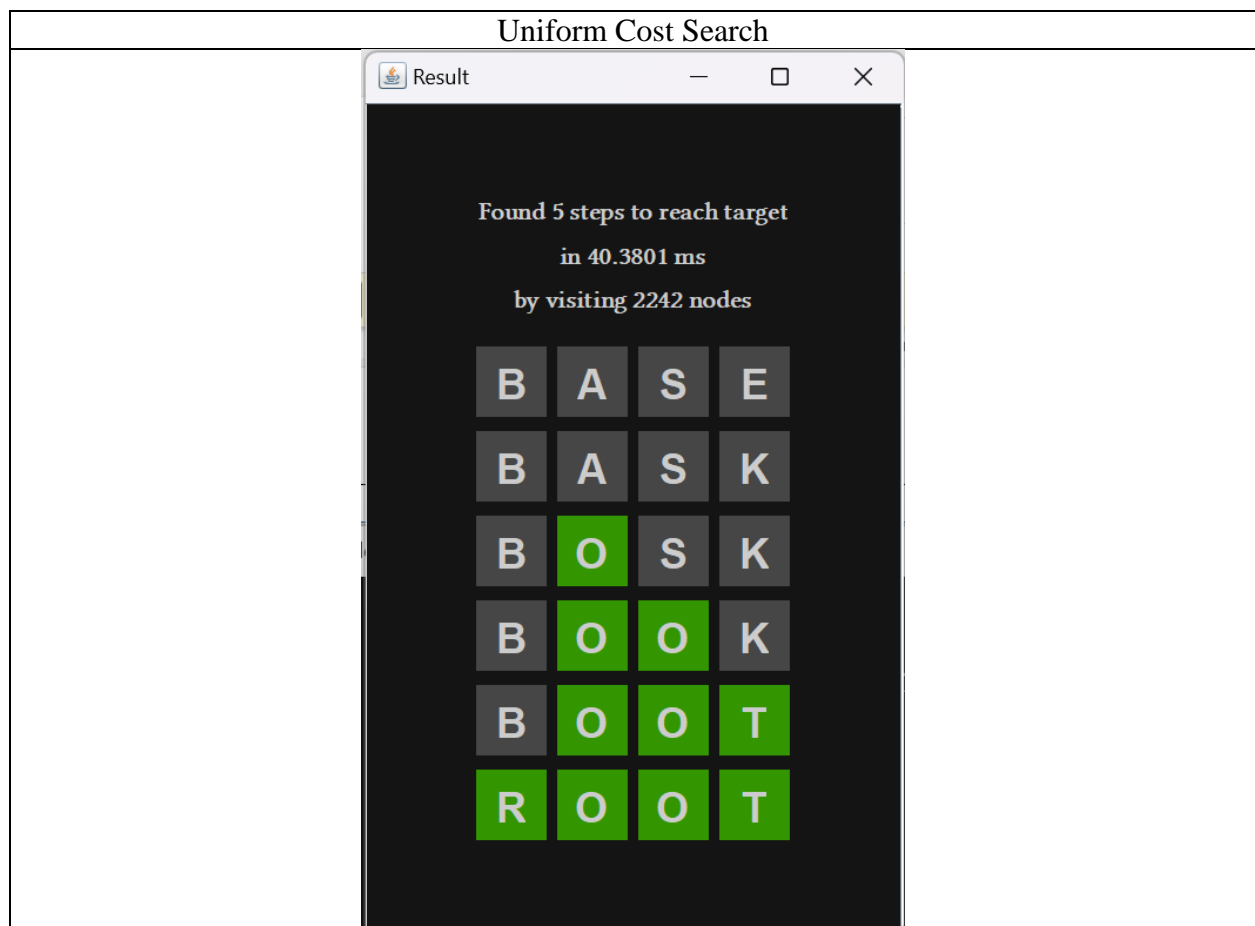 Uniform Cost Search
Result
Found 5 steps to reach target
in 40.3801 ms
by visiting 2242 nodes
B A S E
B A S K
B O S K
B O O K
B O O T
R O O T